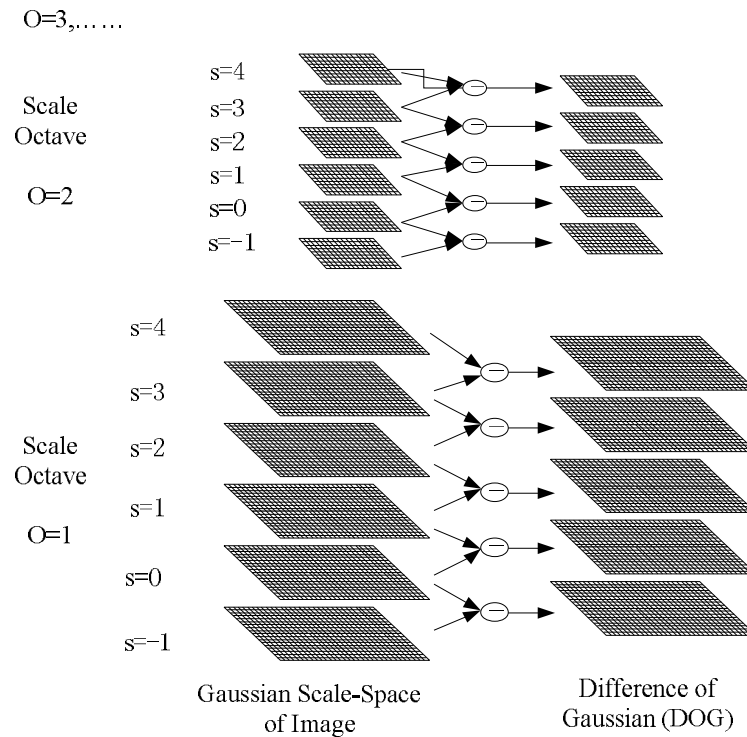 O=3,……
s=4
s=3
Scale
Octave
s=2
s=1
O=2
s=0
s=-1
s=4
s=3
Scale
Octave
s=2
s=1
O=1
s=0
s=-1
Gaussian Scale-Space
of Image
Difference of
Gaussian (DOG)